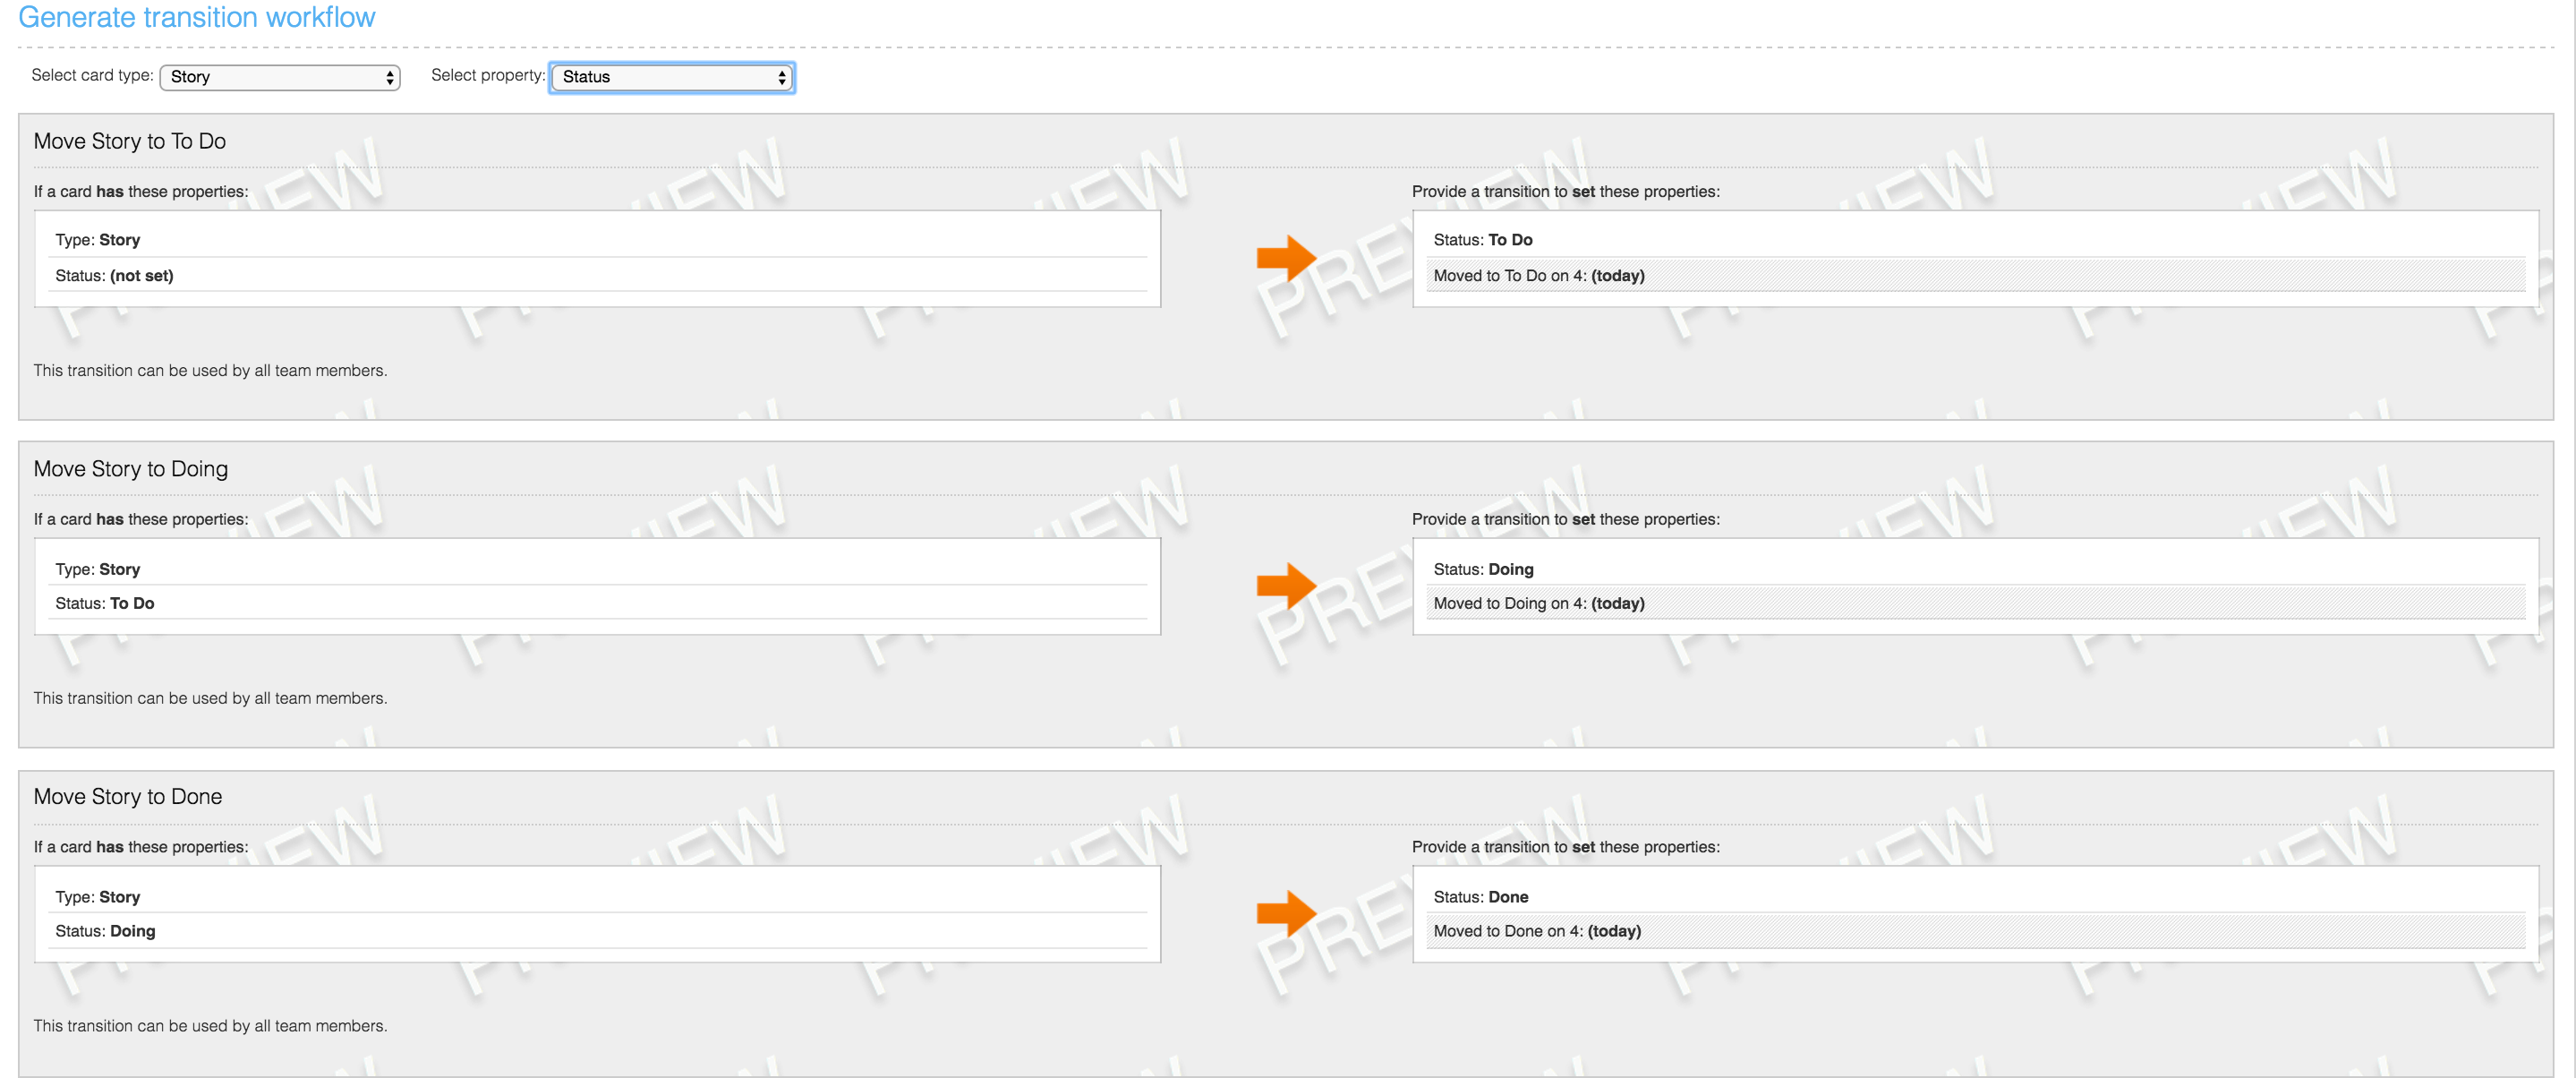 Generate transition workflow
Select card type: Story Select property: Status
Move Story to To Do
If a card has these properties: Provide a transition to set these properties:
Type: Story Status: To Do
Status: (not set) Moved to To Do on 4: (today)
This transition can be used by all team members.
Move Story to Doing
If a card has these properties: Provide a transition to set these properties:
Type: Story Status: Doing
Status: To Do Moved to Doing on 4: (today)
This transition can be used by all team members.
Move Story to Done
If a card has these properties: Provide a transition to set these properties:
Type: Story Status: Done
Status: Doing Moved to Done on 4: (today)
This transition can be used by all team members.